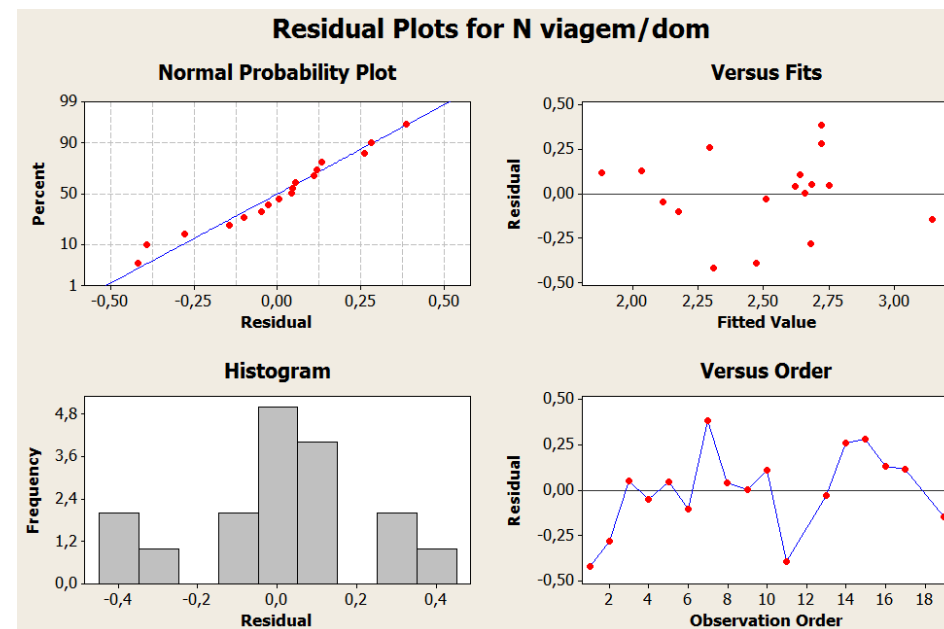 Residual Plots for N viagem/dom
Normal Probability Plot
99
90
50
10
1
Percent
-0,50 -0,25 0,00 0,25 0,50
Residual
Versus Fits
0,50
0,25
0,00
-0,25
-0,50
Residual
2,00 2,25 2,50 2,75 3,00
Fitted Value
Histogram
4,8
3,6
2,4
1,2
0,0
Frequency
-0,4 -0,2 0,0 0,2 0,4
Residual
Versus Order
0,50
0,25
0,00
-0,25
-0,50
Residual
2 4 6 8 10 12 14 16 18
Observation Order